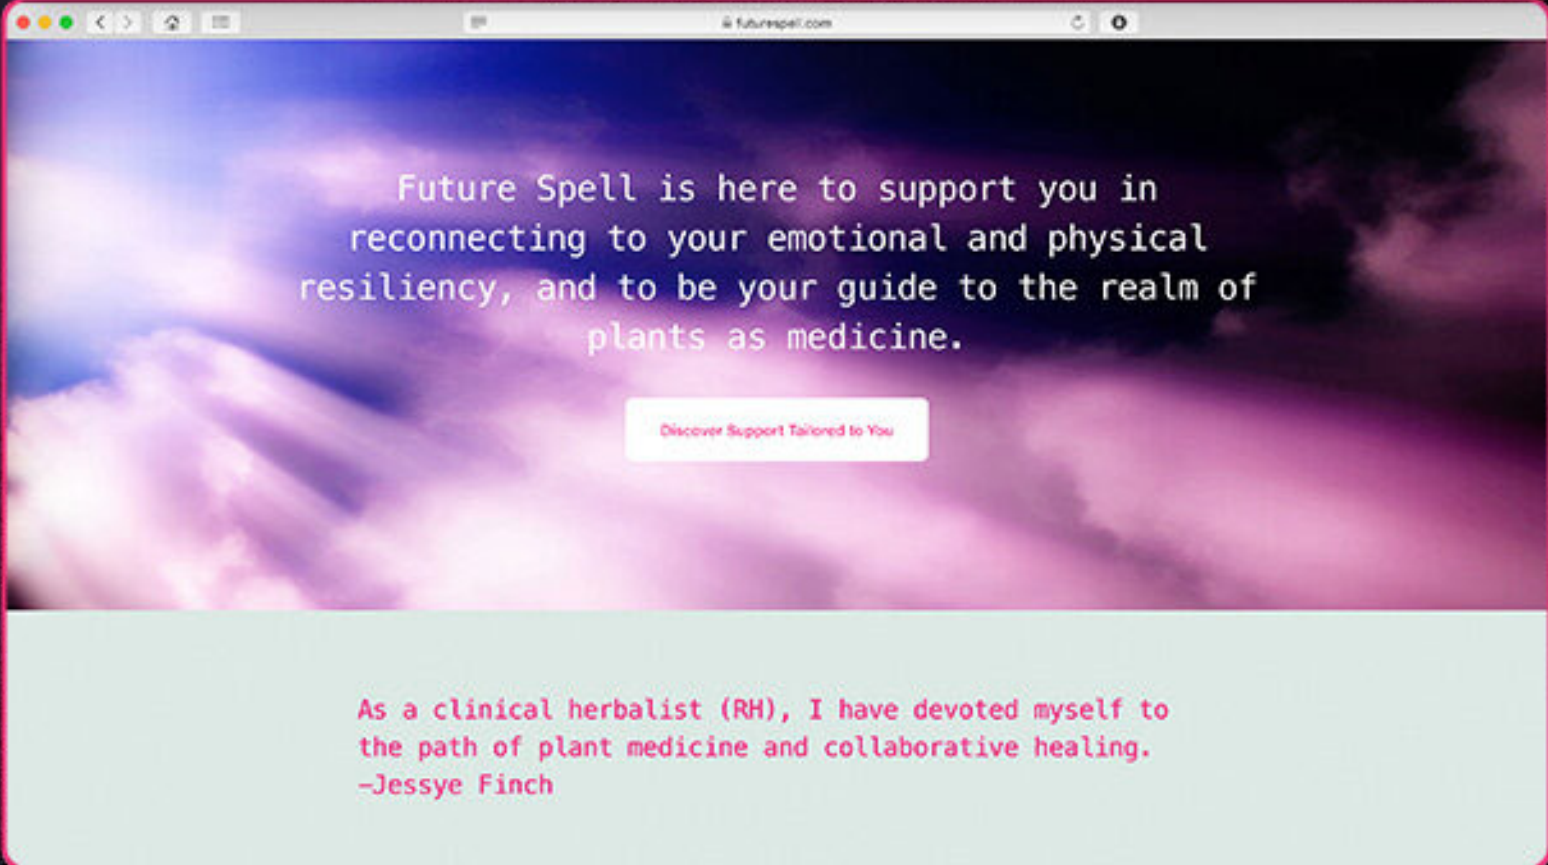 futurespell.com
Future Spell is here to support you in
reconnecting to your emotional and physical
resiliency, and to be your guide to the realm of
plants as medicine.
Discover Support Tailored to You
As a clinical herbalist (RH), I have devoted myself to
the path of plant medicine and collaborative healing.
—Jessye Finch